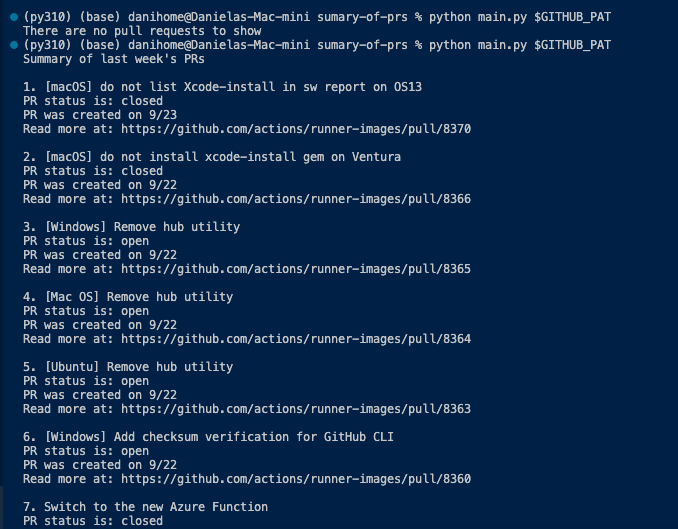 (py310) (base) danihome@Danielas-Mac-mini sumary-of-prs % python main.py $GITHUB_PAT
There are no pull requests to show
(py310) (base) danihome@Danielas-Mac-mini sumary-of-prs % python main.py $GITHUB_PAT
Summary of last week's PRs
1. [macOS] do not list Xcode-install in sw report on OS13
PR status is: closed
PR was created on 9/23
Read more at: https://github.com/actions/runner-images/pull/8370
2. [macOS] do not install xcode-install gem on Ventura
PR status is: closed
PR was created on 9/22
Read more at: https://github.com/actions/runner-images/pull/8366
3. [Windows] Remove hub utility
PR status is: open
PR was created on 9/22
Read more at: https://github.com/actions/runner-images/pull/8365
4. [Mac OS] Remove hub utility
PR status is: open
PR was created on 9/22
Read more at: https://github.com/actions/runner-images/pull/8364
5. [Ubuntu] Remove hub utility
PR status is: open
PR was created on 9/22
Read more at: https://github.com/actions/runner-images/pull/8363
6. [Windows] Add checksum verification for GitHub CLI
PR status is: open
PR was created on 9/22
Read more at: https://github.com/actions/runner-images/pull/8360
7. Switch to the new Azure Function
PR status is: closed